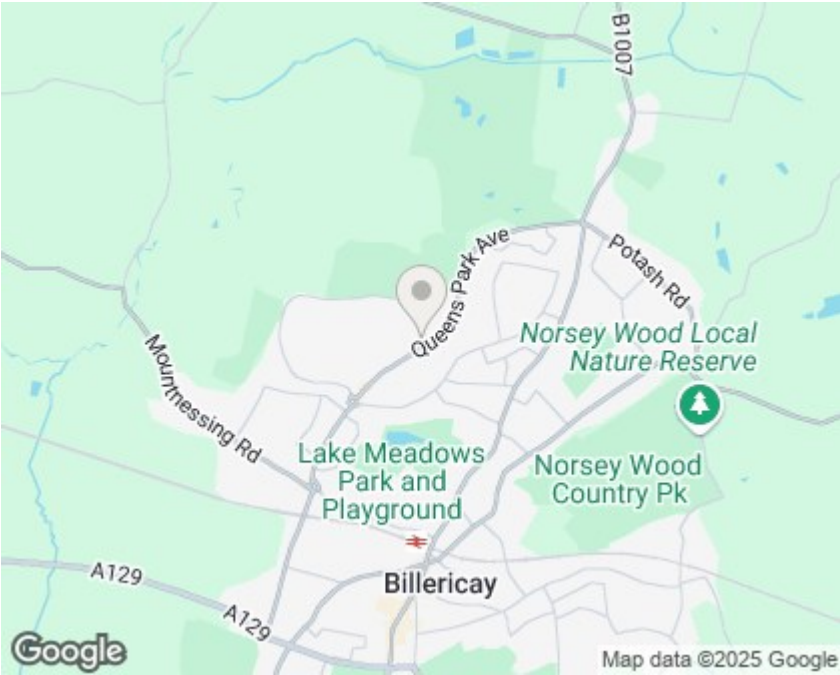 B1007
Queens Park Ave
Potash Rd
Norsey Wood Local
Nature Reserve
Mountnessing Rd
Lake Meadows
Park and
Playground
Norsey Wood
Country Pk
A129
Billericay
A129
Google
Map data ©2025 Google